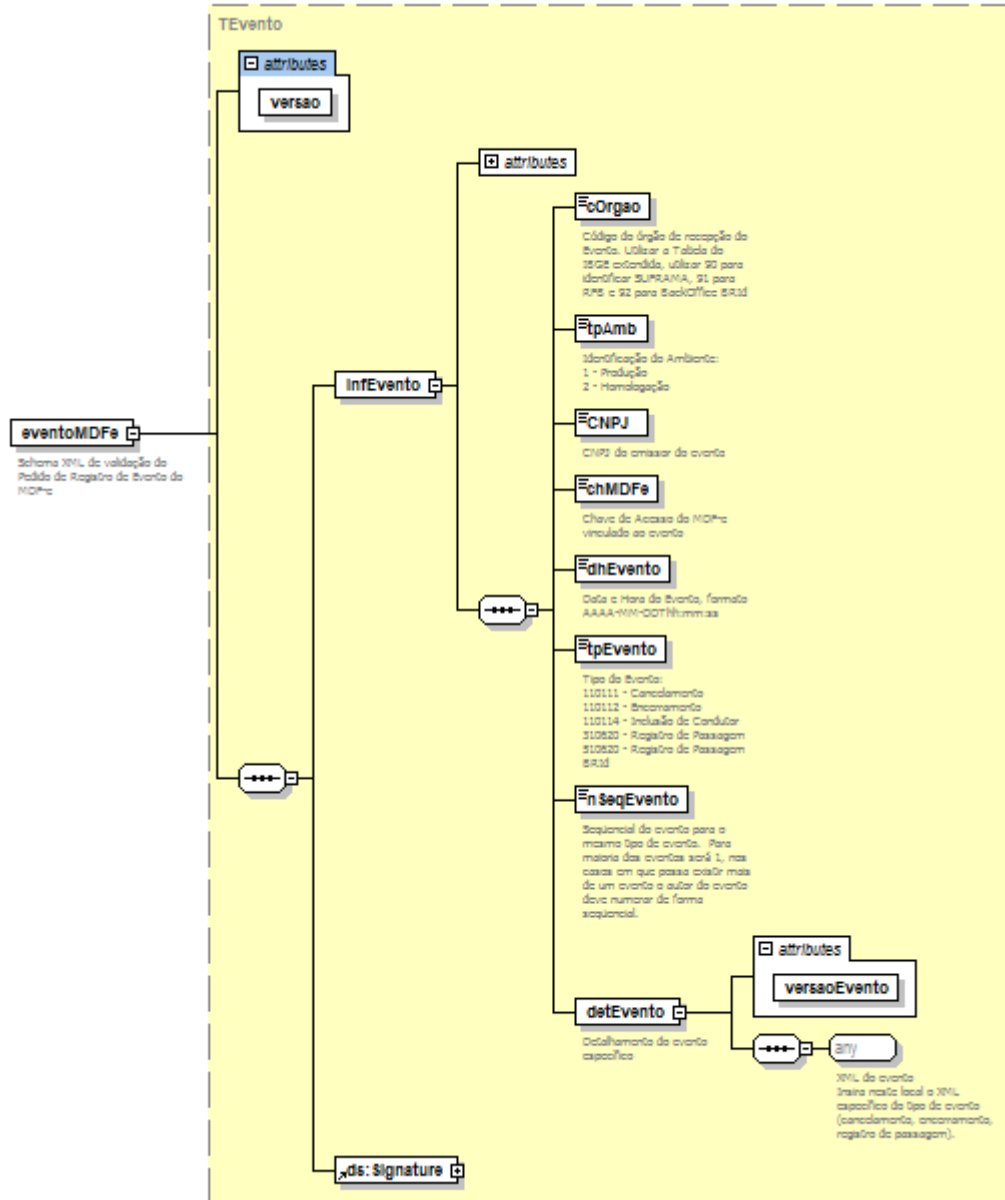 TEvento
attributes
versao
attributes
cOrgao
Código do órgão de recepção do
Evento. Utilizar a Tabela do
IBGE extendida, utilizar 90 para
identificar SUFRAMA, 91 para
RFB e 92 para BackOffice BRId
tpAmb
Identificação do Ambiente:
1 - Produção
2 - Homologação
infEvento
CNPJ
CNPJ do emissor do evento
eventoMDFe
Schema XML de validação do
Pedido de Registro de Evento do
MDF-e
chMDFe
Chave de Acesso do MDF-e
vinculado ao evento
dhEvento
Data e Hora do Evento, formato
AAAA-MM-DDThh:mm:ss
tpEvento
Tipo do Evento:
110111 - Cancelamento
110112 - Encerramento
110114 - Inclusão de Condutor
310620 - Registro de Passagem
510620 - Registro de Passagem
BRId
nSeqEvento
Seqüencial do evento para o
mesmo tipo de evento. Para
maioria dos eventos será 1, nos
casos em que possa existir mais
de um evento o autor do evento
deve numerar de forma
seqüencial.
attributes
versaoEvento
detEvento
Detalhamento do evento
específico
any
XML do evento
Insira neste local o XML
específico do tipo de evento
(cancelamento, encerramento,
registro de passagem).
ds:Signature